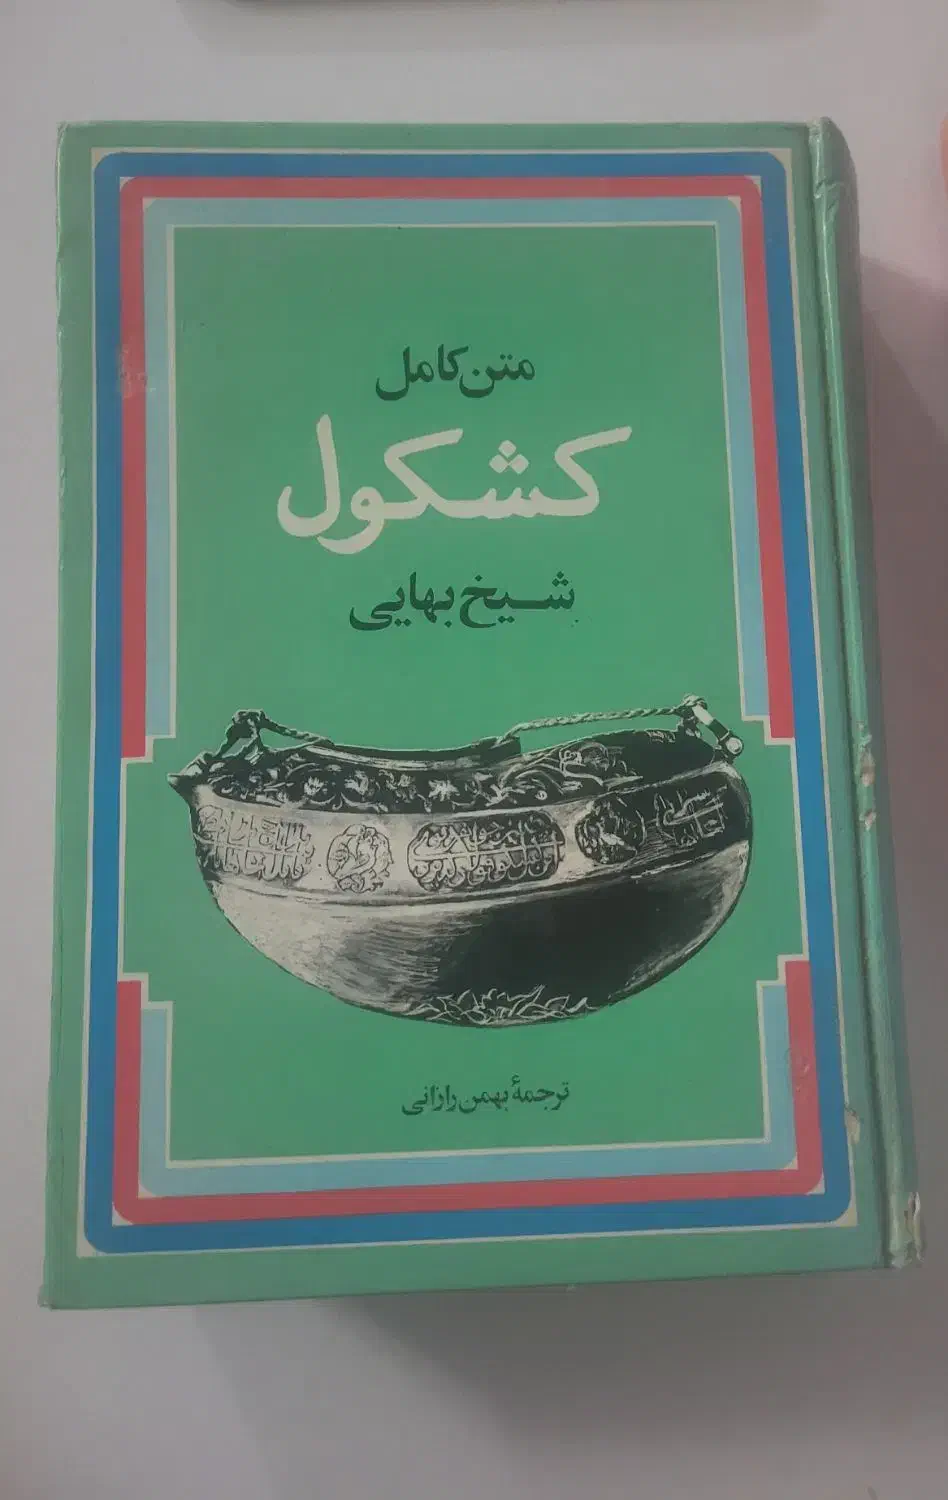 متن کامل
کشکول
شیخ بهایی
ترجمهٔ بهمن رازانی